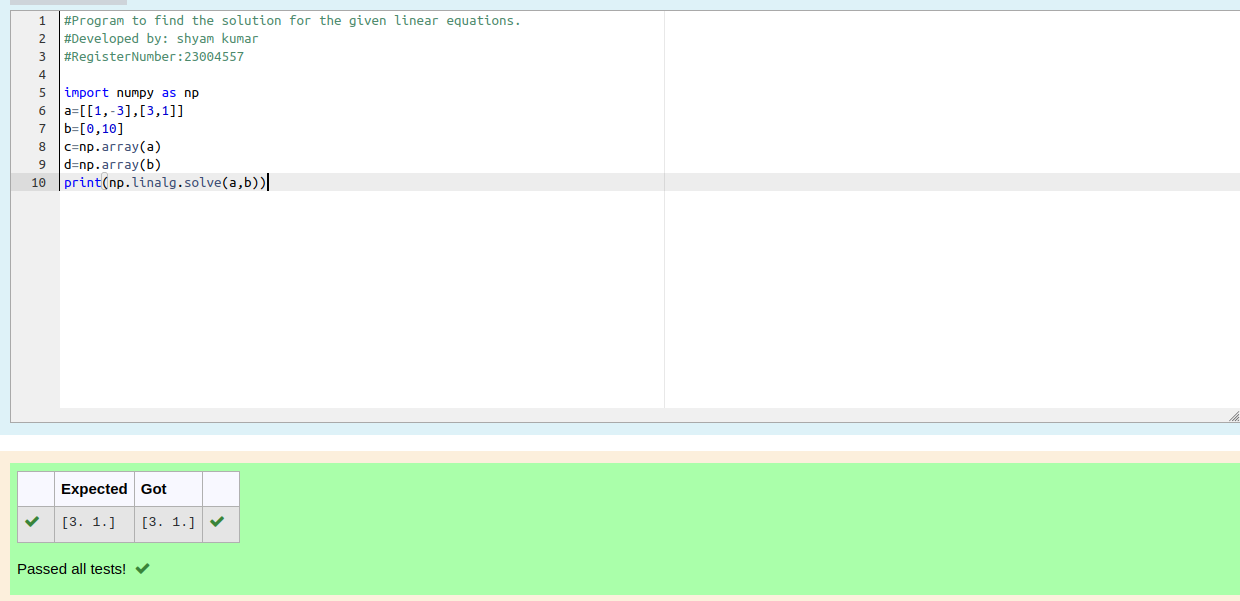 1 #Program to find the solution for the given linear equations.
2 #Developed by: shyam kumar
3 #RegisterNumber:23004557
4
5 import numpy as np
6 a=[[1,-3],[3,1]]
7 b=[0,10]
8 c=np.array(a)
9 d=np.array(b)
10 print(np.linalg.solve(a,b))
Expected Got
[3. 1.] [3. 1.]
Passed all tests!